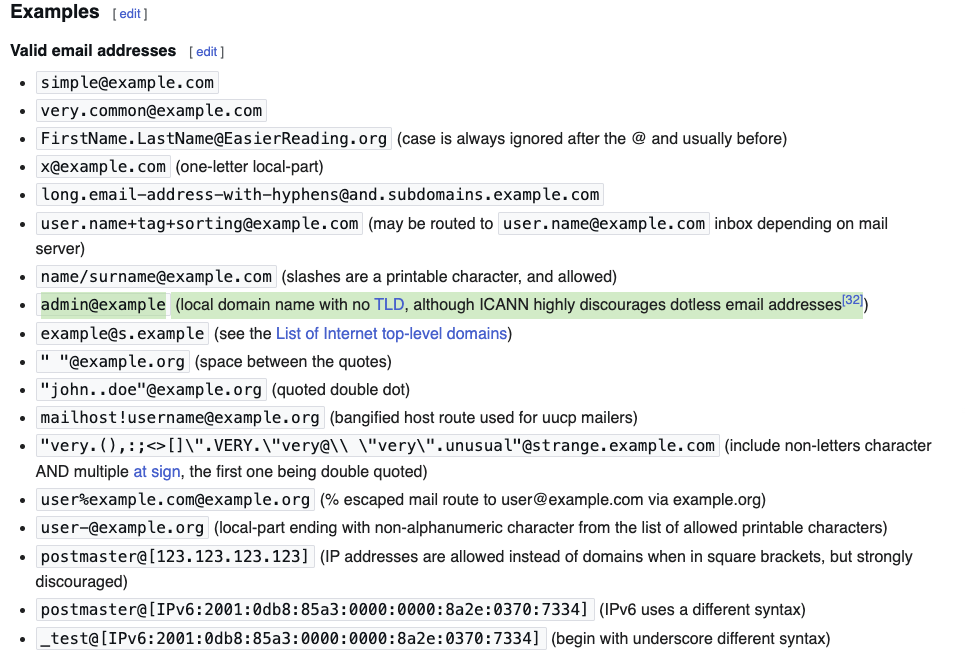 Examples [ edit ]
Valid email addresses [ edit ]
• simple@example.com
• very.common@example.com
• FirstName.LastName@EasierReading.org (case is always ignored after the @ and usually before)
• x@example.com (one-letter local-part)
• long.email-address-with-hyphens@and.subdomains.example.com
• user.name+tag+sorting@example.com (may be routed to user.name@example.com inbox depending on mail
server)
• name/surname@example.com (slashes are a printable character, and allowed)
• admin@example (local domain name with no TLD, although ICANN highly discourages dotless email addresses[32])
• example@s.example (see the List of Internet top-level domains)
• " "@example.org (space between the quotes)
• "john..doe"@example.org (quoted double dot)
• mailhost!username@example.org (bangified host route used for uucp mailers)
• "very.(),:;<>[]\".VERY.\"very@\\ \"very\".unusual"@strange.example.com (include non-letters character
AND multiple at sign, the first one being double quoted)
• user%example.com@example.org (% escaped mail route to user@example.com via example.org)
• user-@example.org (local-part ending with non-alphanumeric character from the list of allowed printable characters)
• postmaster@[123.123.123.123] (IP addresses are allowed instead of domains when in square brackets, but strongly
discouraged)
• postmaster@[IPv6:2001:0db8:85a3:0000:0000:8a2e:0370:7334] (IPv6 uses a different syntax)
• _test@[IPv6:2001:0db8:85a3:0000:0000:8a2e:0370:7334] (begin with underscore different syntax)